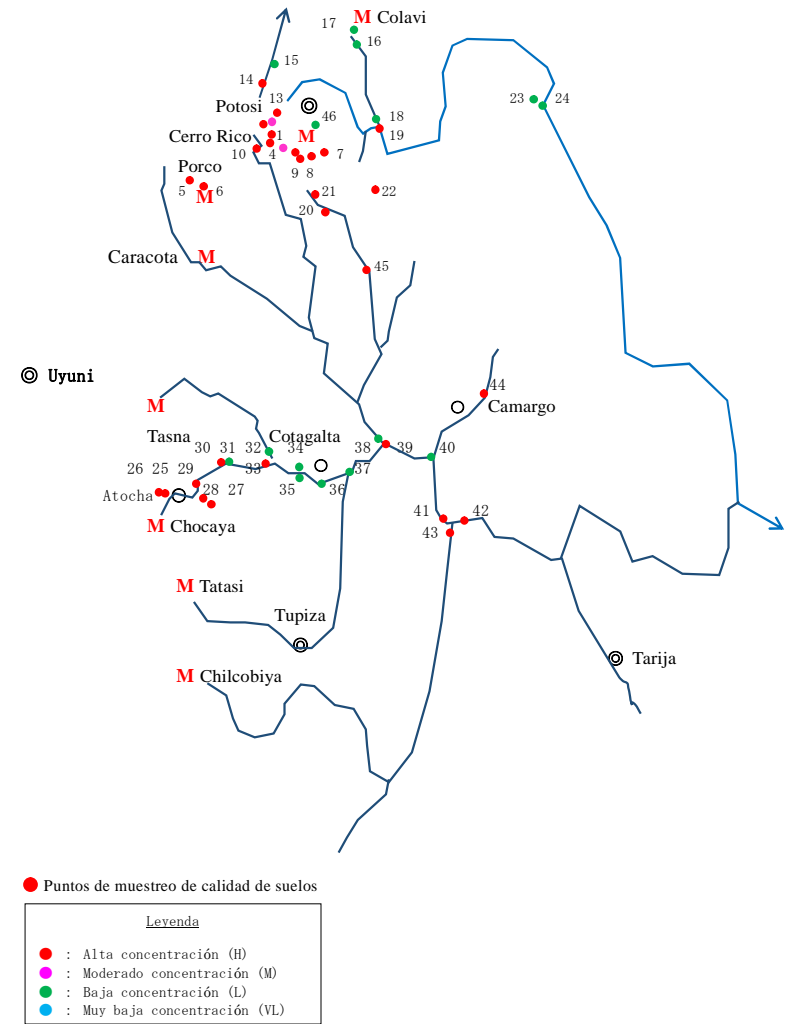 17
M Colavi
16
15
14
13
Potosi
46
18
23
24
Cerro Rico
1
M
19
10
4
9
8
7
Porco
5
6
M
21
22
20
Caracota
M
45
Uyuni
44
M
Camargo
Tasna
Cotagalta
30
31
32
34
38
39
40
26
25
29
33
37
Atocha
28
27
35
36
M Chocaya
41
42
43
M Tatasi
Tupiza
Tarija
M Chilcobiya
Puntos de muestreo de calidad de suelos
Leyenda
: Alta concentración (H)
: Moderado concentración (M)
: Baja concentración (L)
: Muy baja concentración (VL)